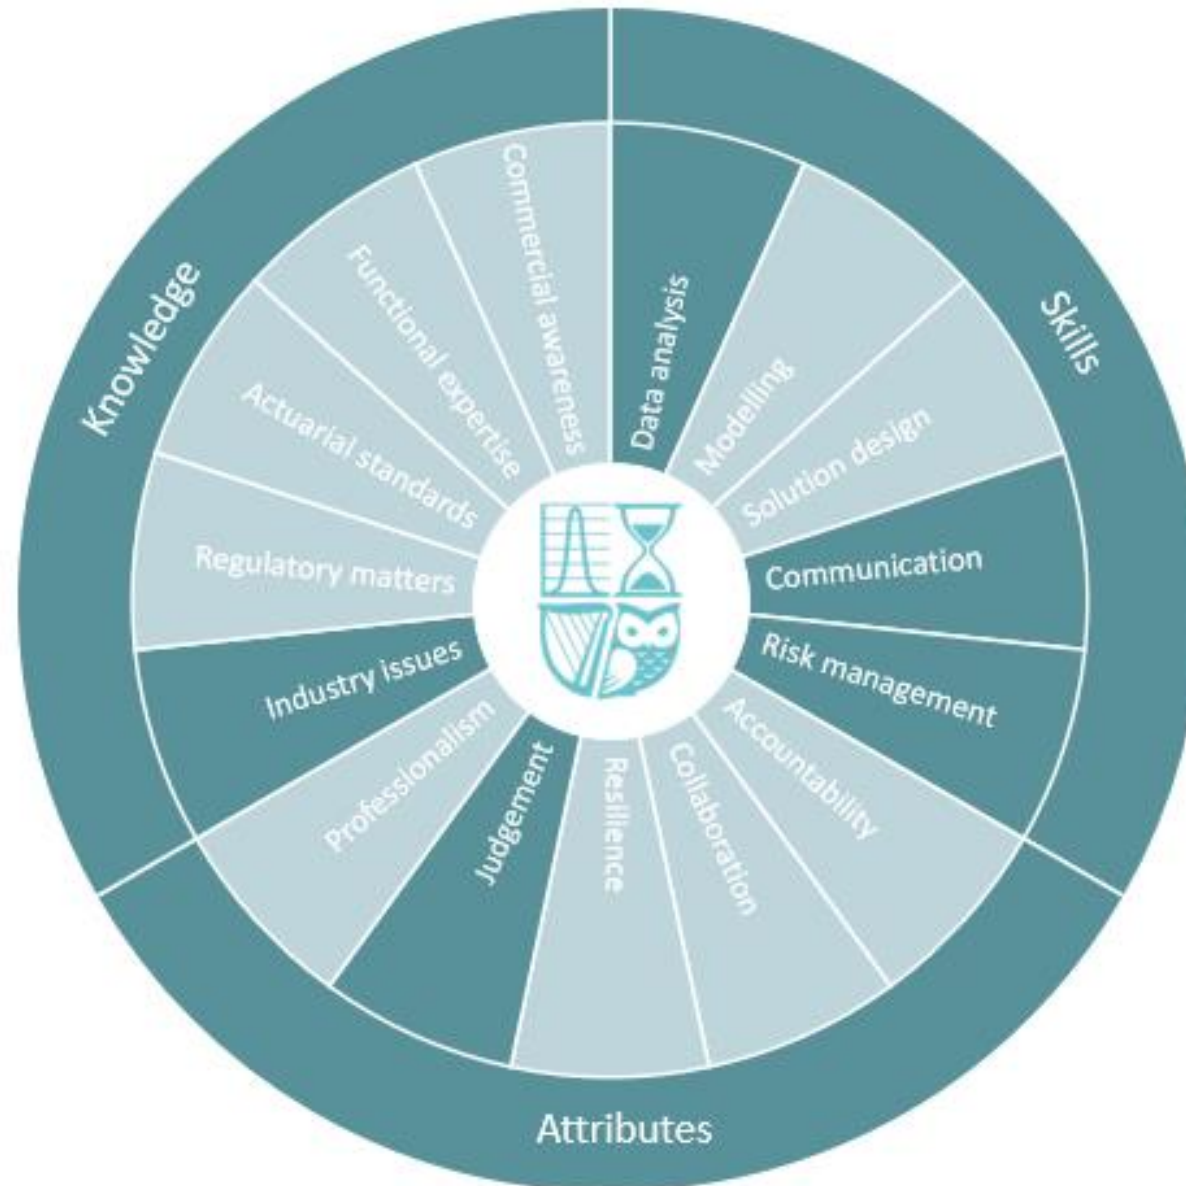 Knowledge
Skills
Attributes
Commercial awareness
Functional expertise
Actuarial standards
Regulatory matters
Industry issues
Data analysis
Modelling
Solution design
Communication
Risk management
Accountability
Collaboration
Resilience
Judgement
Professionalism